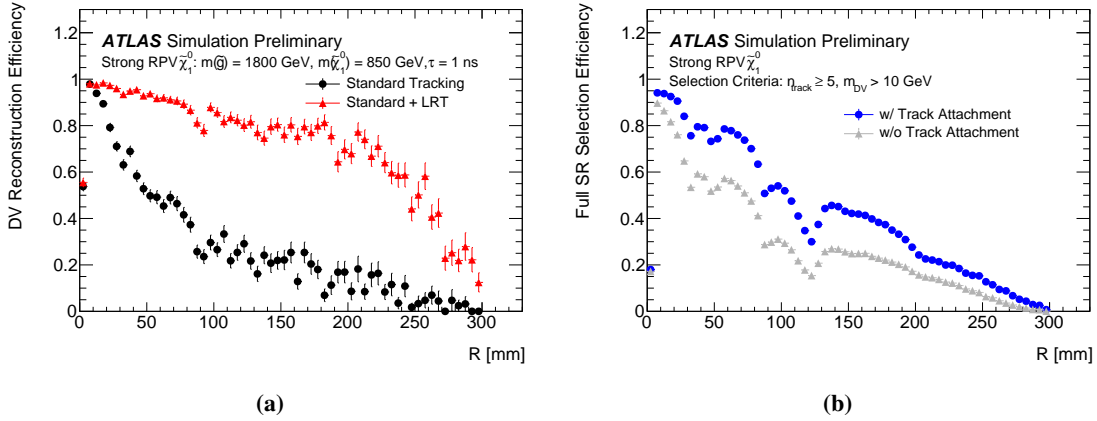 ATLAS Simulation Preliminary
Strong RPV χ̃⁰₁: m(g̃) = 1800 GeV, m(χ̃⁰₁) = 850 GeV, τ = 1 ns
Standard Tracking
Standard + LRT
DV Reconstruction Efficiency
1.2
1
0.8
0.6
0.4
0.2
0
0 50 100 150 200 250 300
R [mm]
(a)
ATLAS Simulation Preliminary
Strong RPV χ̃⁰₁
Selection Criteria: n_track ≥ 5, m_DV > 10 GeV
w/ Track Attachment
w/o Track Attachment
Full SR Selection Efficiency
1.2
1
0.8
0.6
0.4
0.2
0
0 50 100 150 200 250 300
R [mm]
(b)